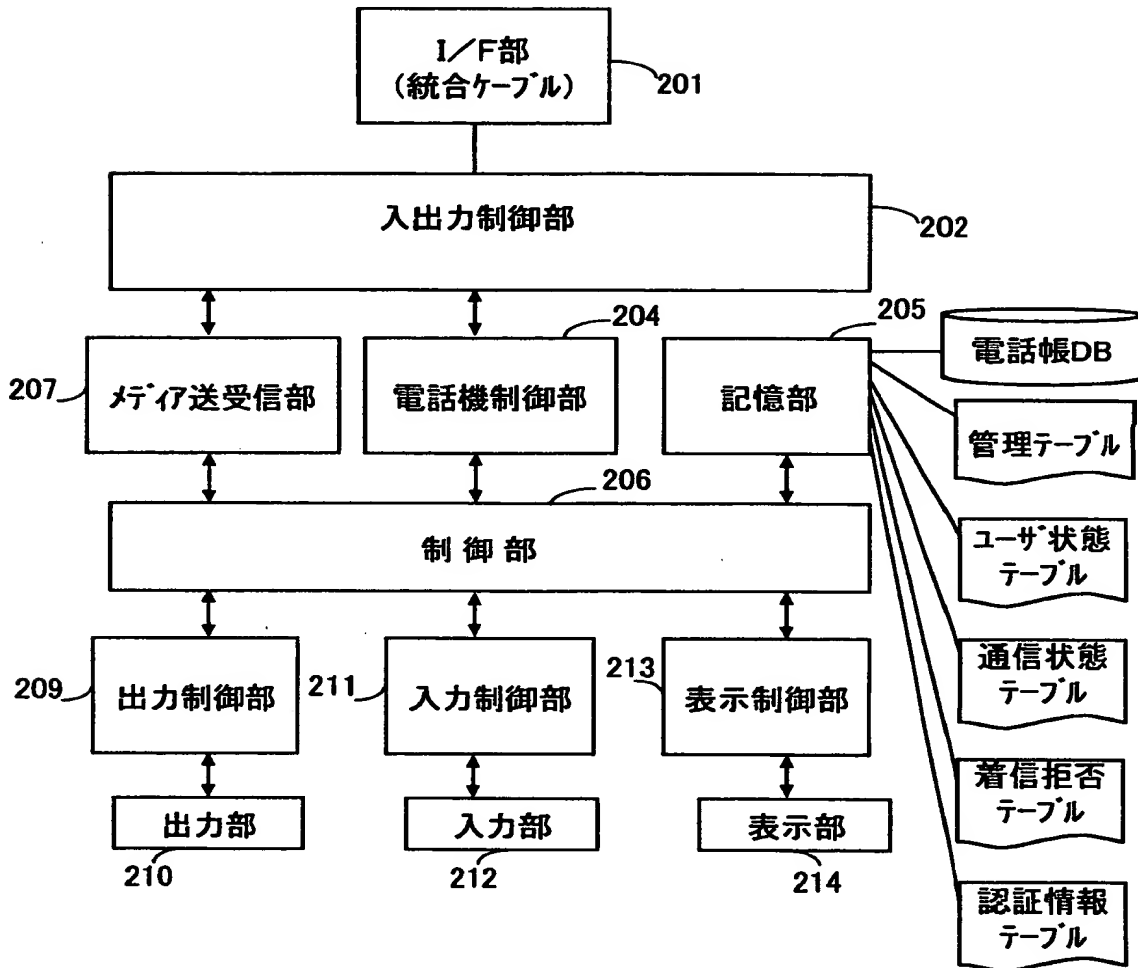 I/F部
(統合ケーブル)
201
入出力制御部
202
204
205
電話帳DB
207
メディア送受信部
電話機制御部
記憶部
管理テーブル
206
制御部
ユーザ状態
テーブル
通信状態
テーブル
209
出力制御部
211
入力制御部
213
表示制御部
着信拒否
テーブル
出力部
入力部
表示部
210
212
214
認証情報
テーブル